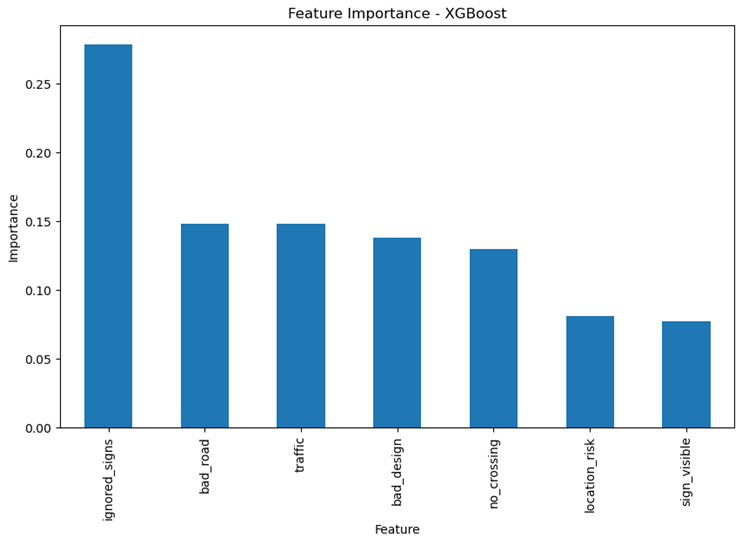 Feature Importance - XGBoost
Importance
0.25
0.20
0.15
0.10
0.05
0.00
ignored_signs
bad_road
traffic
bad_design
no_crossing
location_risk
sign_visible
Feature